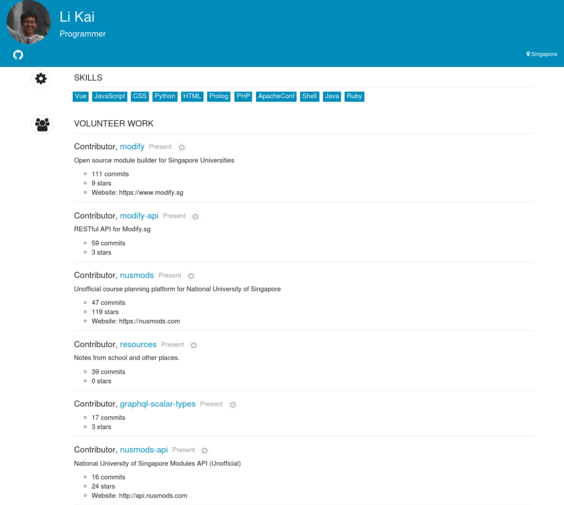 Li Kai
Programmer
Singapore
SKILLS
Vue JavaScript CSS Python HTML Prolog PHP ApacheConf Shell Java Ruby
VOLUNTEER WORK
Contributor, modify Present
Open source module builder for Singapore Universities
111 commits
9 stars
Website: https://www.modify.sg
Contributor, modify-api Present
RESTful API for Modify.sg
59 commits
3 stars
Contributor, nusmods Present
Unofficial course planning platform for National University of Singapore
47 commits
119 stars
Website: https://nusmods.com
Contributor, resources Present
Notes from school and other places.
39 commits
0 stars
Contributor, graphql-scalar-types Present
17 commits
3 stars
Contributor, nusmods-api Present
National University of Singapore Modules API (Unofficial)
16 commits
24 stars
Website: http://api.nusmods.com